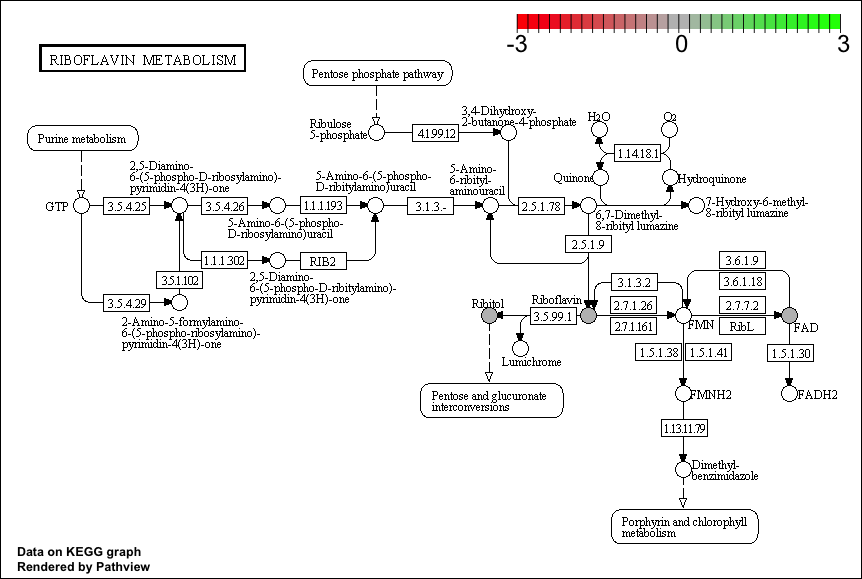 -3
0
3
RIBOFLAVIN METABOLISM
Pentose phosphate pathway
Purine metabolism
Ribulose
5-phosphate
4.1.99.12
3,4-Dihydroxy-
2-butanone-4-phosphate
H2O
O2
1.14.18.1
Quinone
Hydroquinone
2,5-Diamino-
6-(5-phospho-D-ribosylamino)-
pyrimidin-4(3H)-one
5-Amino-6-(5-phospho-
D-ribitylamino)uracil
5-Amino-
6-ribityl-
aminouracil
GTP
3.5.4.25
3.5.4.26
1.1.1.193
3.1.3.-
2.5.1.78
7-Hydroxy-6-methyl-
8-ribityl lumazine
6,7-Dimethyl-
8-ribityl lumazine
5-Amino-6-(5-phospho-
D-ribosylamino)uracil
2.5.1.9
1.1.1.302
RIB2
3.5.1.102
2,5-Diamino-
6-(5-phospho-D-ribitylamino)-
pyrimidin-4(3H)-one
3.5.4.29
2-Amino-5-formylamino-
6-(5-phospho-ribosylamino)-
pyrimidin-4(3H)-one
3.6.1.9
3.1.3.2
3.6.1.18
Ribitol
Riboflavin
2.7.1.26
2.7.7.2
3.5.99.1
2.7.1.161
FMN
RibL
FAD
Lumichrome
1.5.1.38
1.5.1.41
1.5.1.30
Pentose and glucuronate
interconversions
FMNH2
FADH2
1.13.11.79
Dimethyl-
benzimidazole
Porphyrin and chlorophyll
metabolism
Data on KEGG graph
Rendered by Pathview